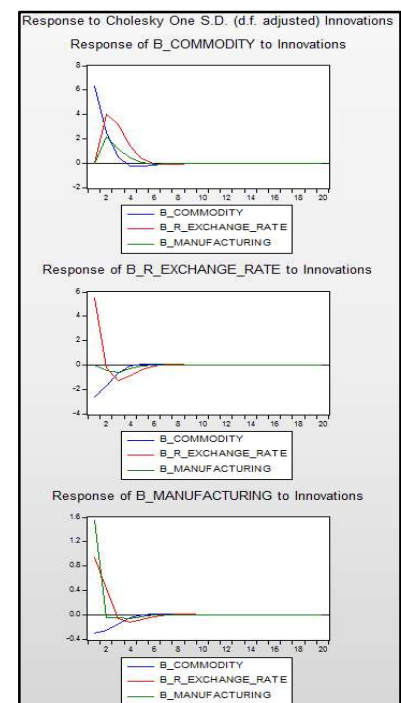 Response to Cholesky One S.D. (d.f. adjusted) Innovations
Response of B_COMMODITY to Innovations
8
6
4
2
0
-2
2 4 6 8 10 12 14 16 18 20
B_COMMODITY
B_R_EXCHANGE_RATE
B_MANUFACTURING
Response of B_R_EXCHANGE_RATE to Innovations
6
4
2
0
-2
-4
2 4 6 8 10 12 14 16 18 20
B_COMMODITY
B_R_EXCHANGE_RATE
B_MANUFACTURING
Response of B_MANUFACTURING to Innovations
1.6
1.2
0.8
0.4
0.0
-0.4
2 4 6 8 10 12 14 16 18 20
B_COMMODITY
B_R_EXCHANGE_RATE
B_MANUFACTURING